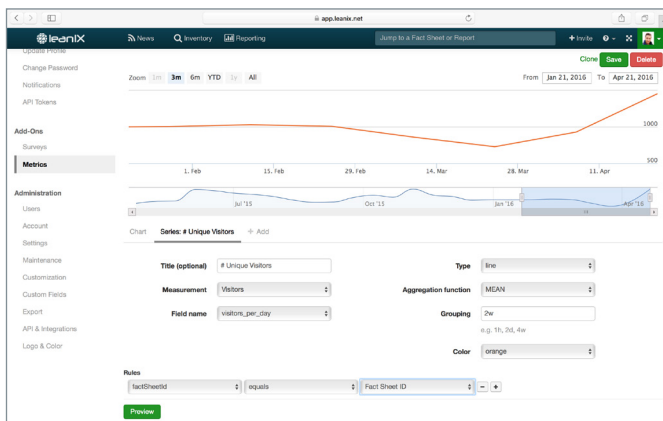 app.leanix.net
leanIX News Inventory Reporting Jump to a Fact Sheet or Report + Invite
Update Profile
Change Password
Notifications
API Tokens
Add-Ons
Surveys
Metrics
Administration
Users
Account
Settings
Maintenance
Customization
Custom Fields
Export
API & Integrations
Logo & Color
Clone Save Delete
Zoom 1m 3m 6m YTD 1y All From Jan 21, 2016 To Apr 21, 2016
1000
500
1. Feb 15. Feb 29. Feb 14. Mar 28. Mar 11. Apr
Jul '15 Oct '15 Jan '16 Apr '16
Chart Series: # Unique Visitors + Add
Title (optional) # Unique Visitors Type line
Measurement Visitors Aggregation function MEAN
Field name visitors_per_day Grouping 2w
e.g. 1h, 2d, 4w
Color orange
Rules
factSheetId equals Fact Sheet ID - +
Preview